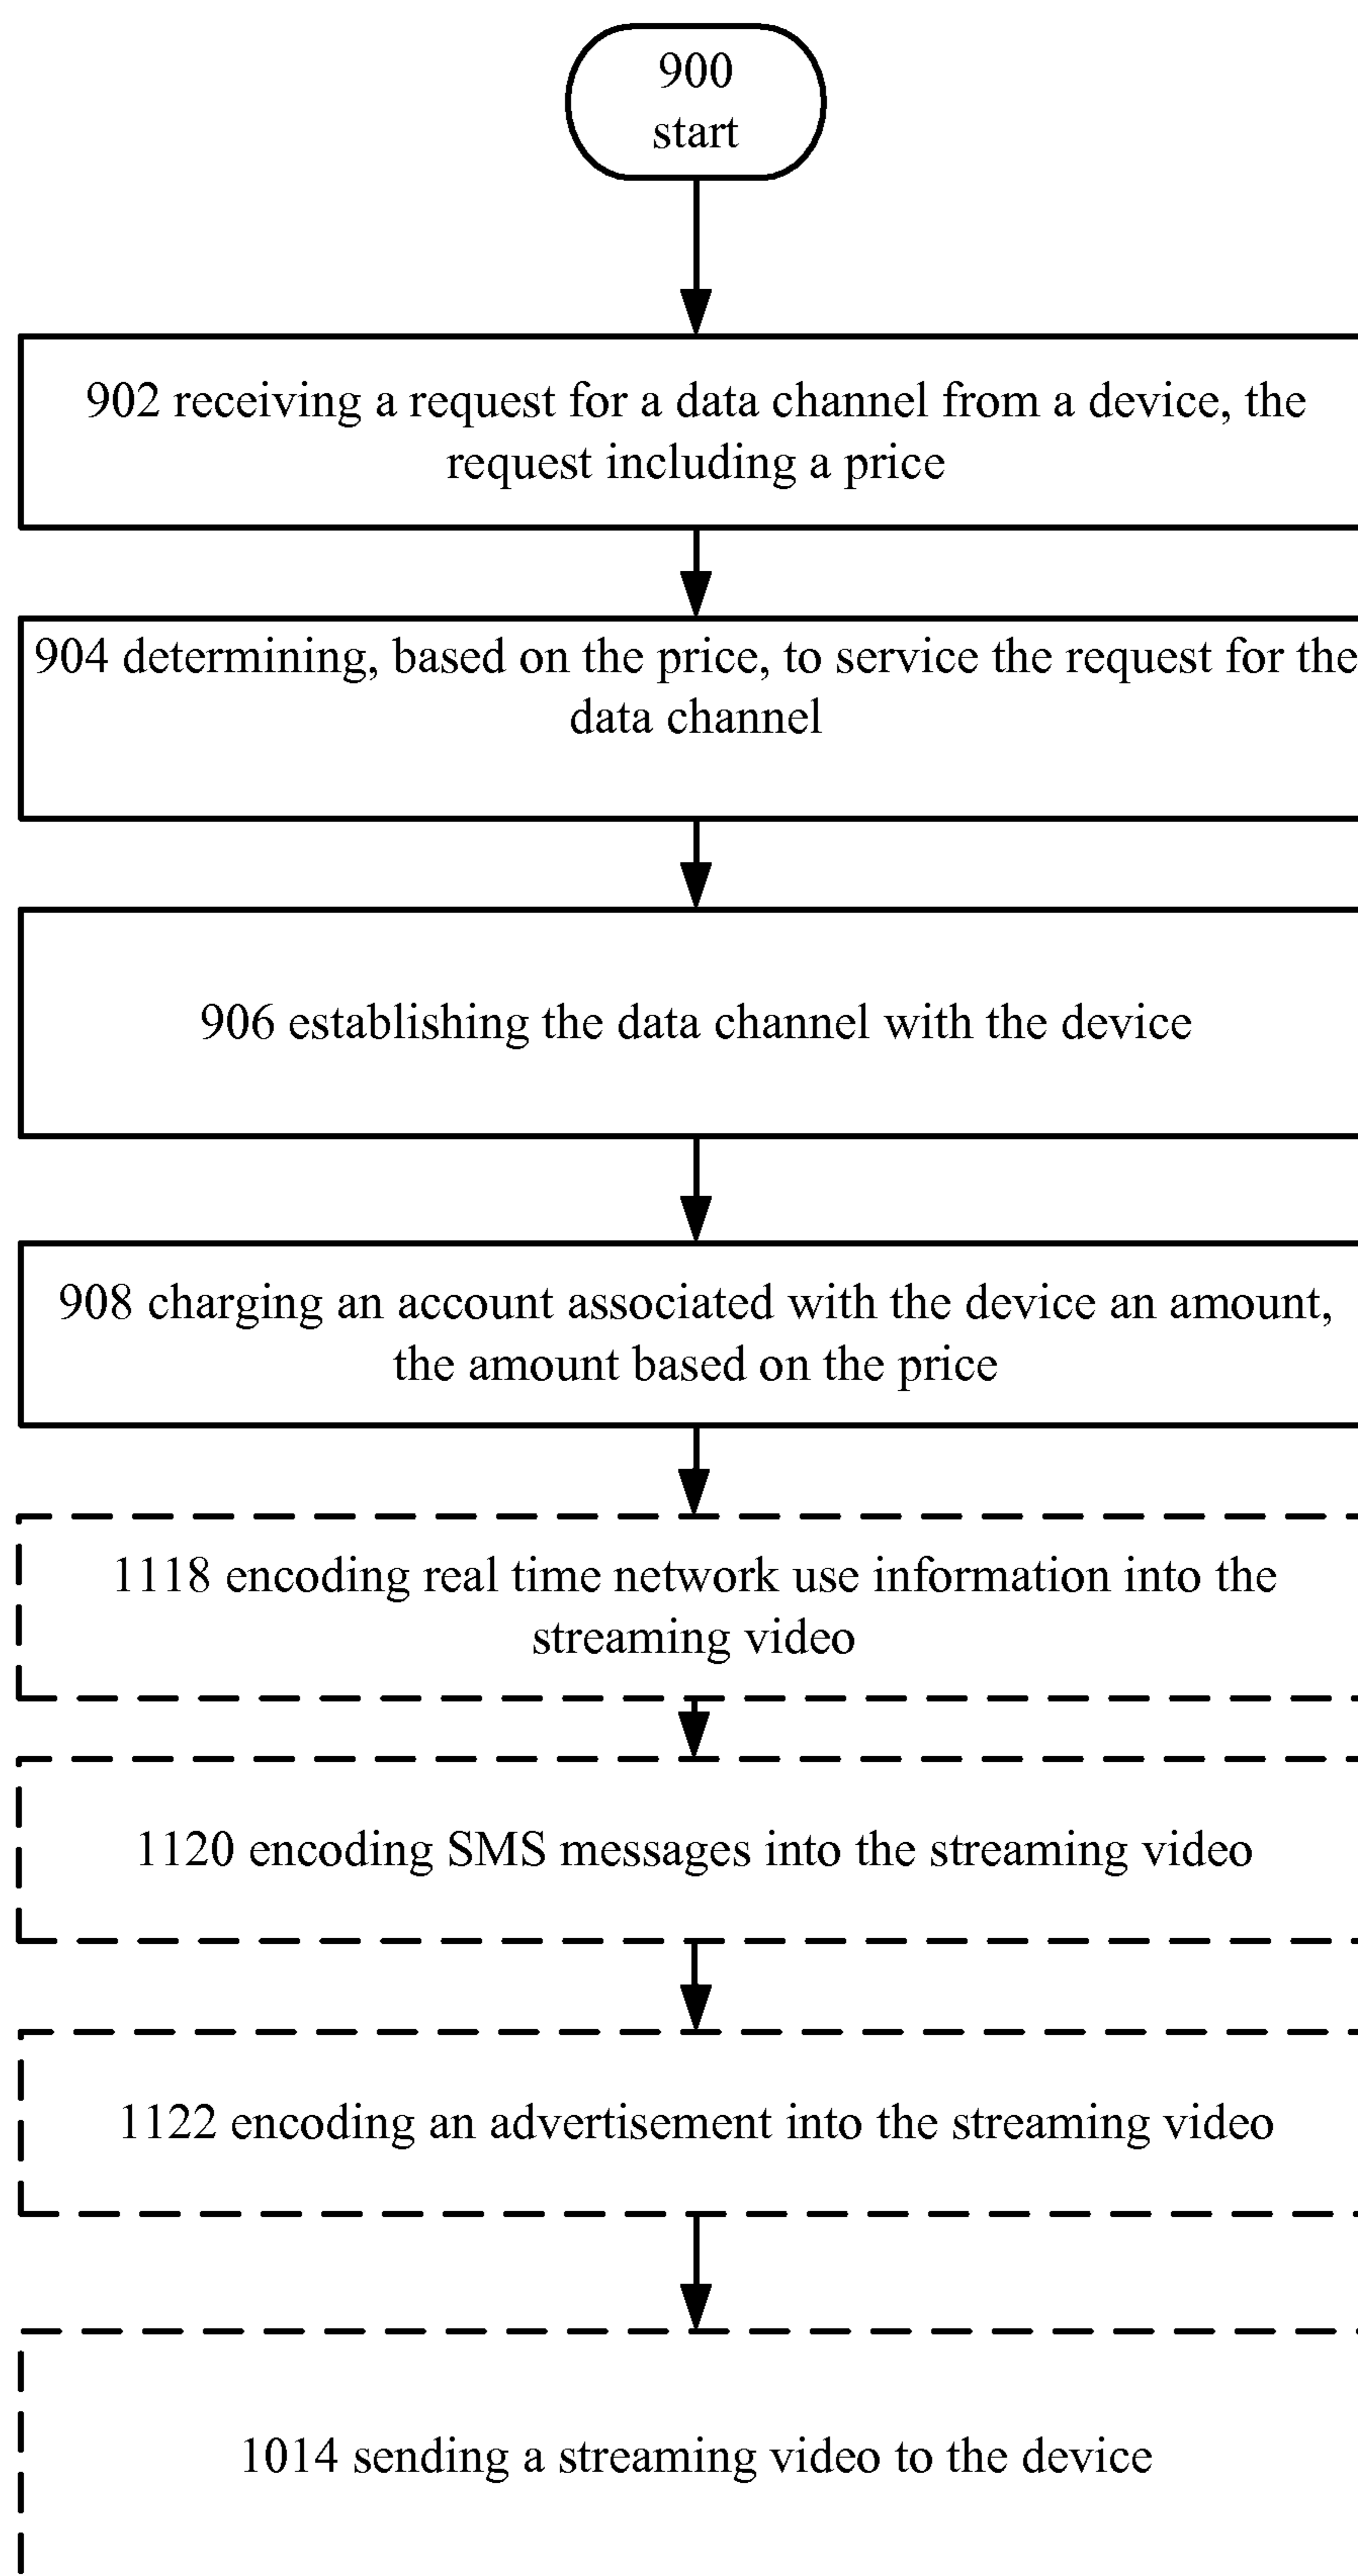 900
start
902 receiving a request for a data channel from a device, the
request including a price
904 determining, based on the price, to service the request for the
data channel
906 establishing the data channel with the device
908 charging an account associated with the device an amount,
the amount based on the price
1118 encoding real time network use information into the
streaming video
1120 encoding SMS messages into the streaming video
1122 encoding an advertisement into the streaming video
1014 sending a streaming video to the device